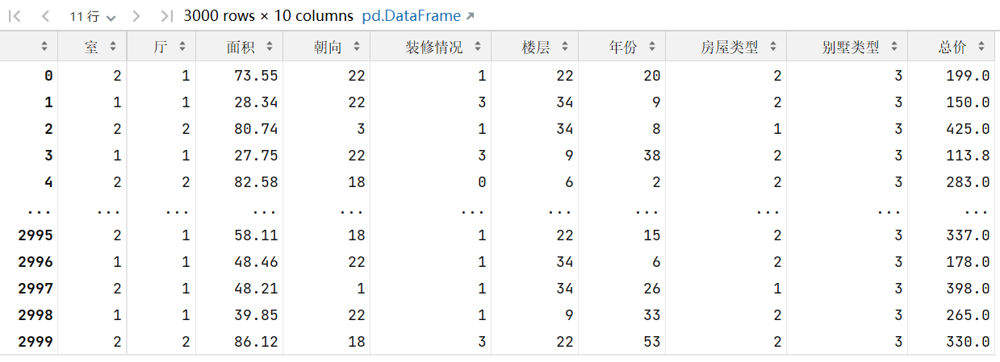 11 行 3000 rows × 10 columns pd.DataFrame
室 厅 面积 朝向 装修情况 楼层 年份 房屋类型 别墅类型 总价
0 2 1 73.55 22 1 22 20 2 3 199.0
1 1 1 28.34 22 3 34 9 2 3 150.0
2 2 2 80.74 3 1 34 8 1 3 425.0
3 1 1 27.75 22 3 9 38 2 3 113.8
4 2 2 82.58 18 0 6 2 2 3 283.0
... ... ... ... ... ... ... ... ... ... ...
2995 2 1 58.11 18 1 22 15 2 3 337.0
2996 1 1 48.46 22 1 34 6 2 3 178.0
2997 2 1 48.21 1 1 34 26 1 3 398.0
2998 1 1 39.85 22 1 9 33 2 3 265.0
2999 2 2 86.12 18 3 22 53 2 3 330.0